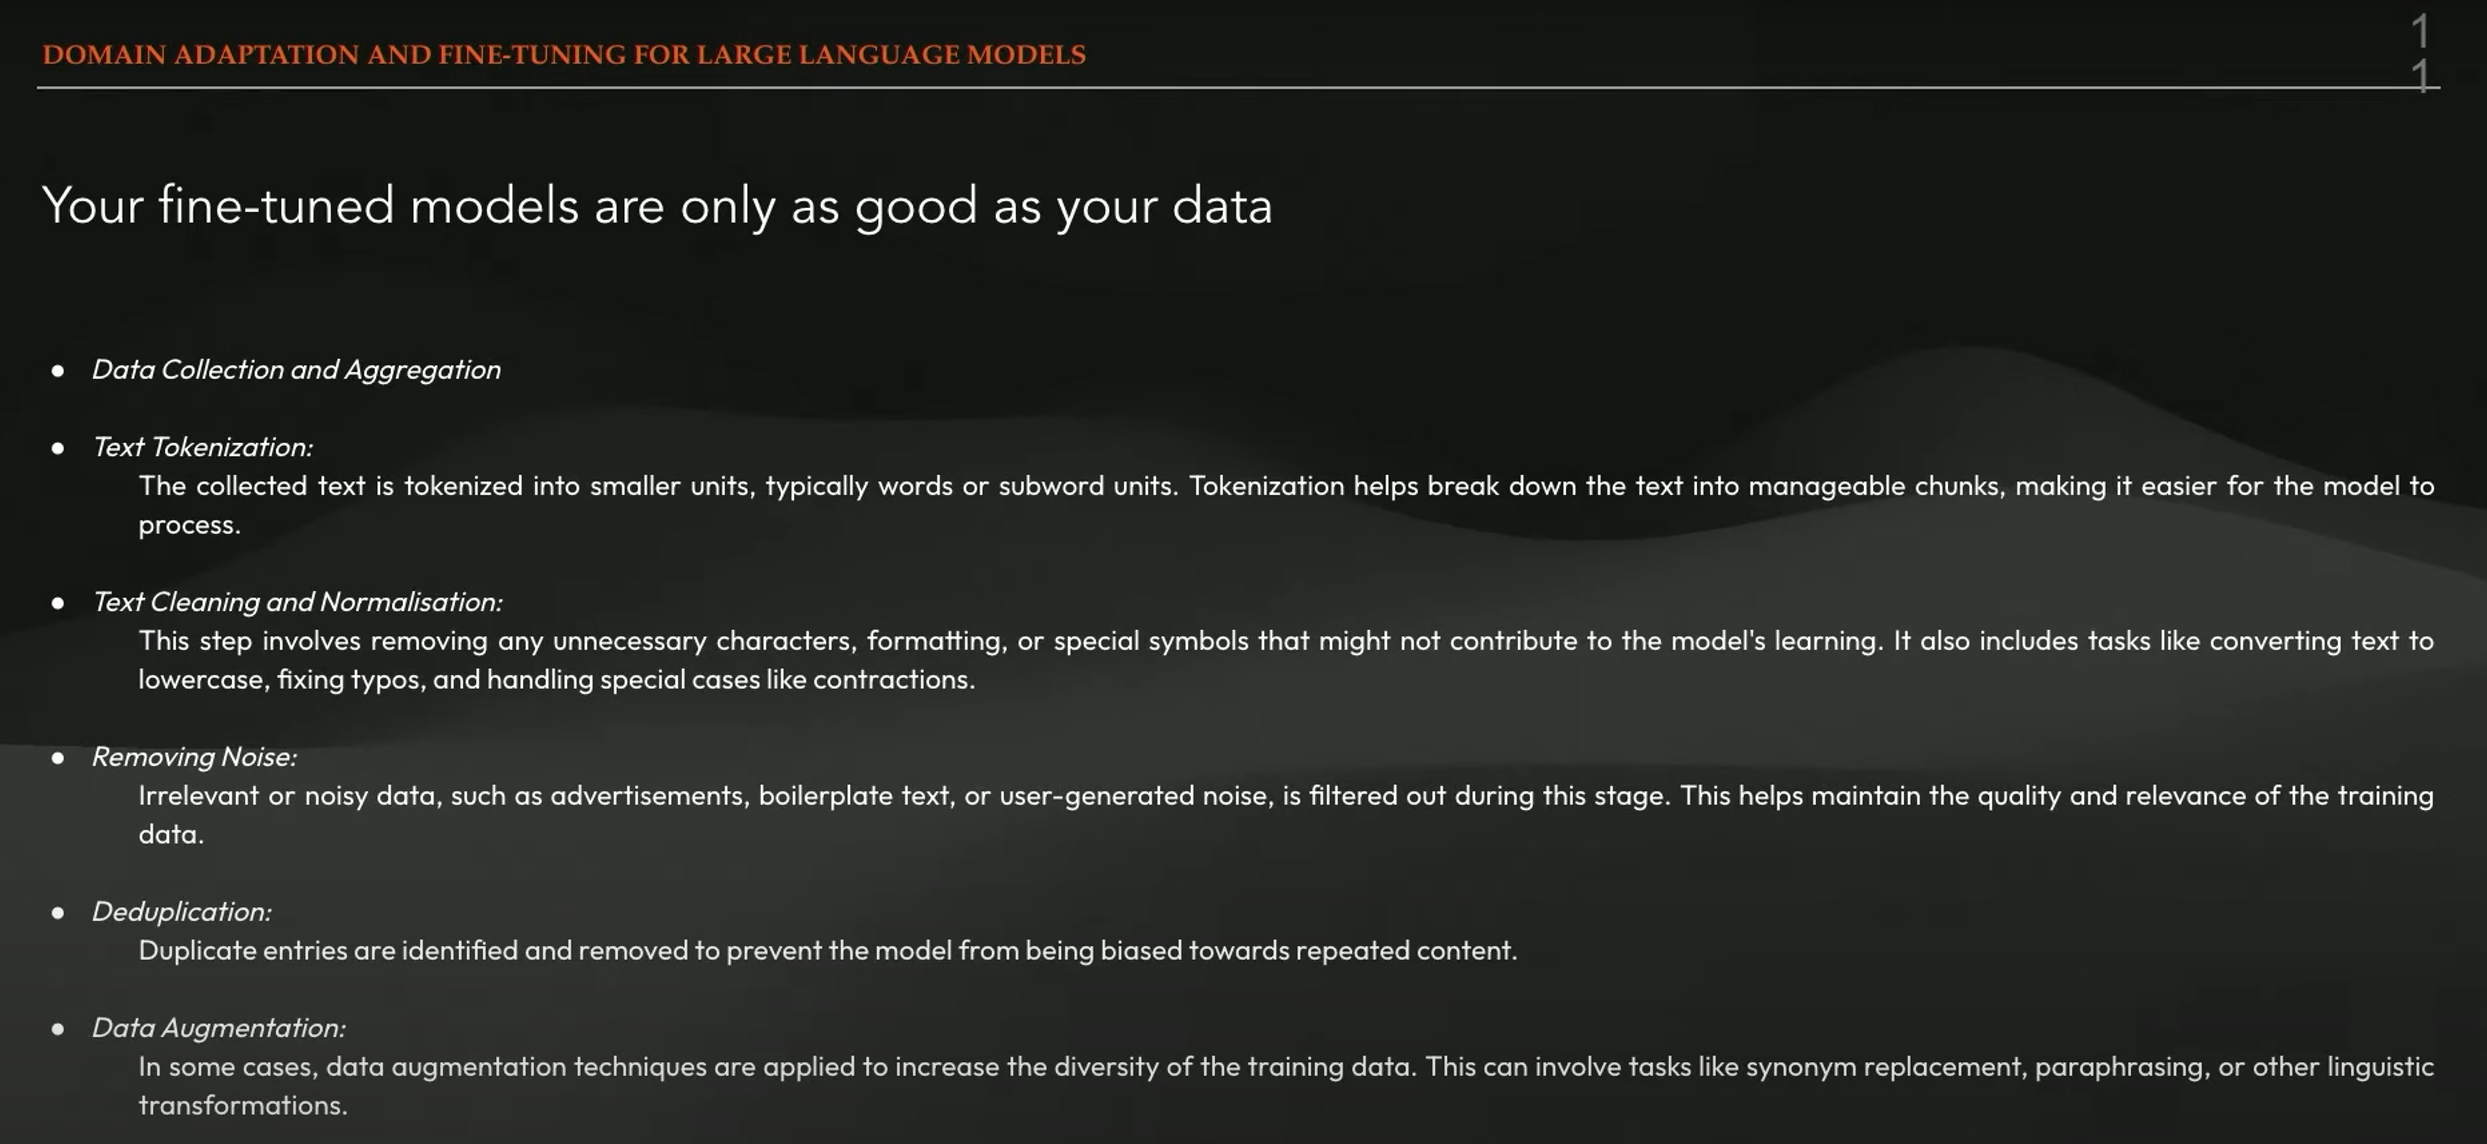 DOMAIN ADAPTATION AND FINE-TUNING FOR LARGE LANGUAGE MODELS
1
1
Your fine-tuned models are only as good as your data
● Data Collection and Aggregation
● Text Tokenization:
The collected text is tokenized into smaller units, typically words or subword units. Tokenization helps break down the text into manageable chunks, making it easier for the model to
process.
● Text Cleaning and Normalisation:
This step involves removing any unnecessary characters, formatting, or special symbols that might not contribute to the model's learning. It also includes tasks like converting text to
lowercase, fixing typos, and handling special cases like contractions.
● Removing Noise:
Irrelevant or noisy data, such as advertisements, boilerplate text, or user-generated noise, is filtered out during this stage. This helps maintain the quality and relevance of the training
data.
● Deduplication:
Duplicate entries are identified and removed to prevent the model from being biased towards repeated content.
● Data Augmentation:
In some cases, data augmentation techniques are applied to increase the diversity of the training data. This can involve tasks like synonym replacement, paraphrasing, or other linguistic
transformations.